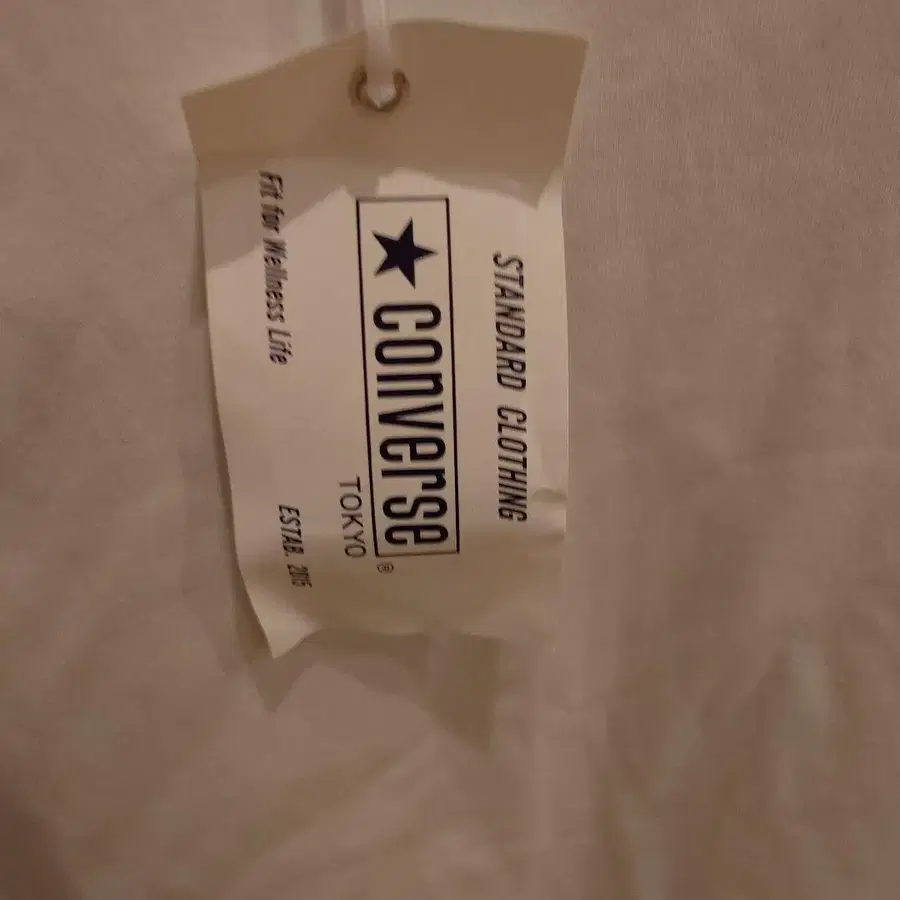 STANDARD CLOTHING
★ converse ®
TOKYO
Fit for Wellness Life
ESTAB. 2015